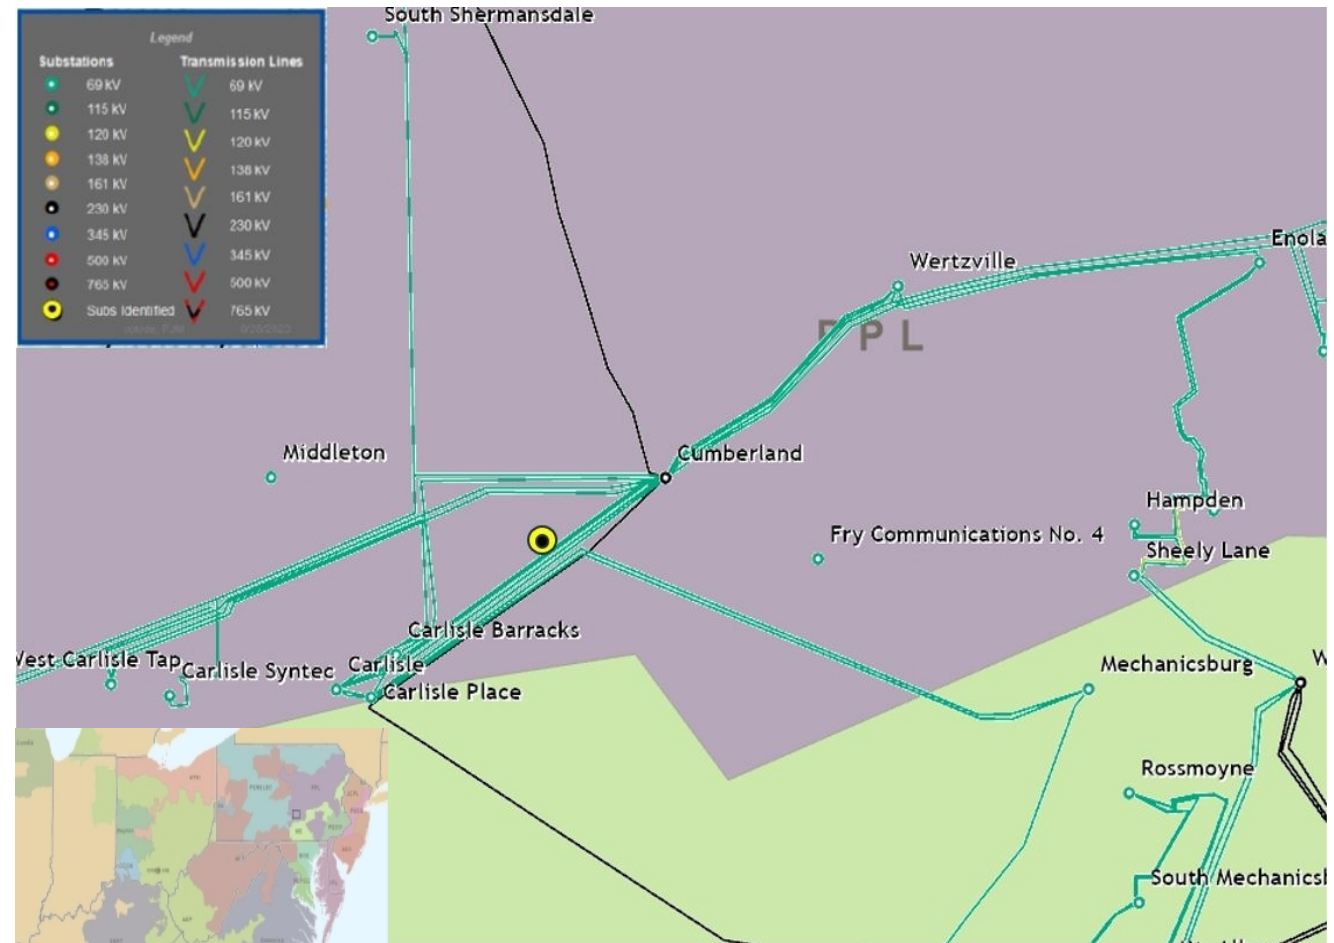 South Shermansdale
Legend
Substations
Transmission Lines
69 kV
69 kV
115 kV
115 kV
120 kV
120 kV
138 kV
138 kV
161 kV
161 kV
230 kV
230 kV
345 kV
345 kV
500 kV
500 kV
765 kV
765 kV
Subs Identified
Enola
Wertzville
PPL
Middleton
Cumberland
Hampden
Fry Communications No. 4
Sheely Lane
Carlisle Barracks
West Carlisle Tap
Carlisle Syntec
Carlisle
Mechanicsburg
W
Carlisle Place
Rossmoyne
South Mechanicsb